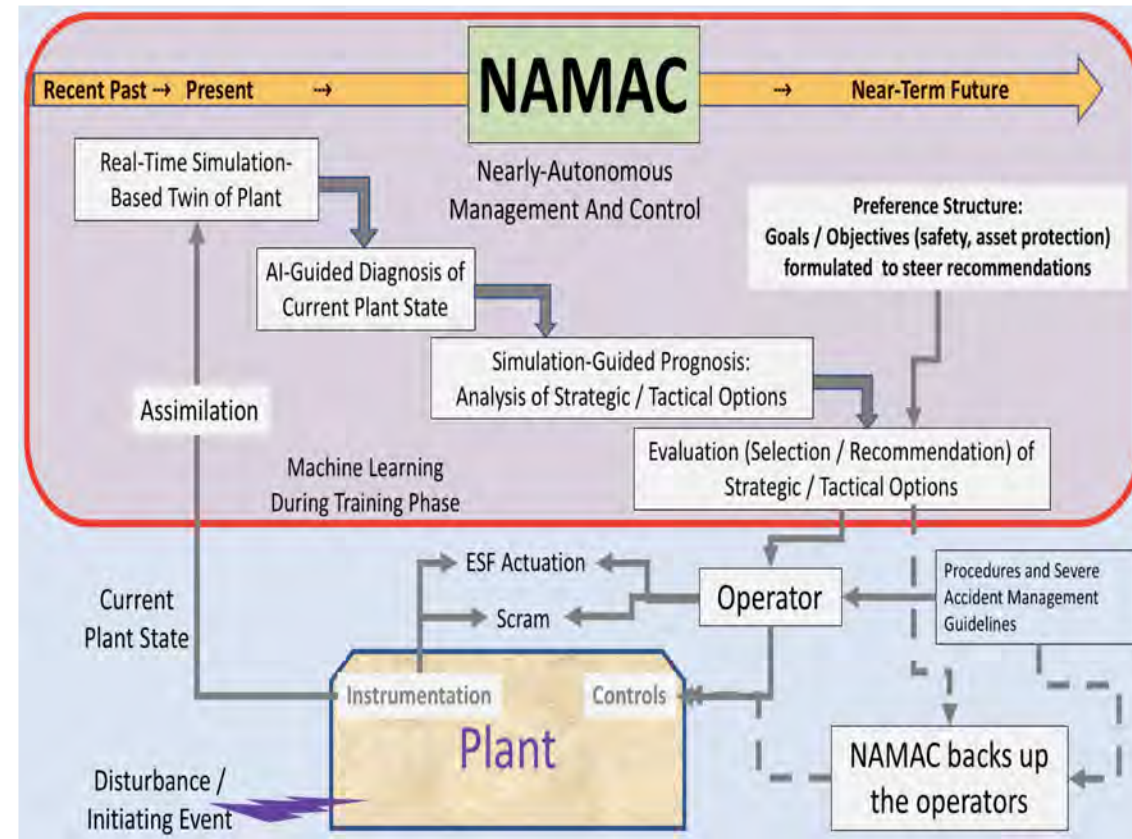 Recent Past ⇢ Present ⇢ NAMAC ⇢ Near-Term Future
Nearly-Autonomous
Management And Control
Real-Time Simulation-
Based Twin of Plant
Preference Structure:
Goals / Objectives (safety, asset protection)
formulated to steer recommendations
AI-Guided Diagnosis of
Current Plant State
Simulation-Guided Prognosis:
Analysis of Strategic / Tactical Options
Assimilation
Evaluation (Selection / Recommendation) of
Strategic / Tactical Options
Machine Learning
During Training Phase
ESF Actuation
Scram
Operator
Procedures and Severe
Accident Management
Guidelines
Current
Plant State
Instrumentation
Controls
Plant
NAMAC backs up
the operators
Disturbance /
Initiating Event